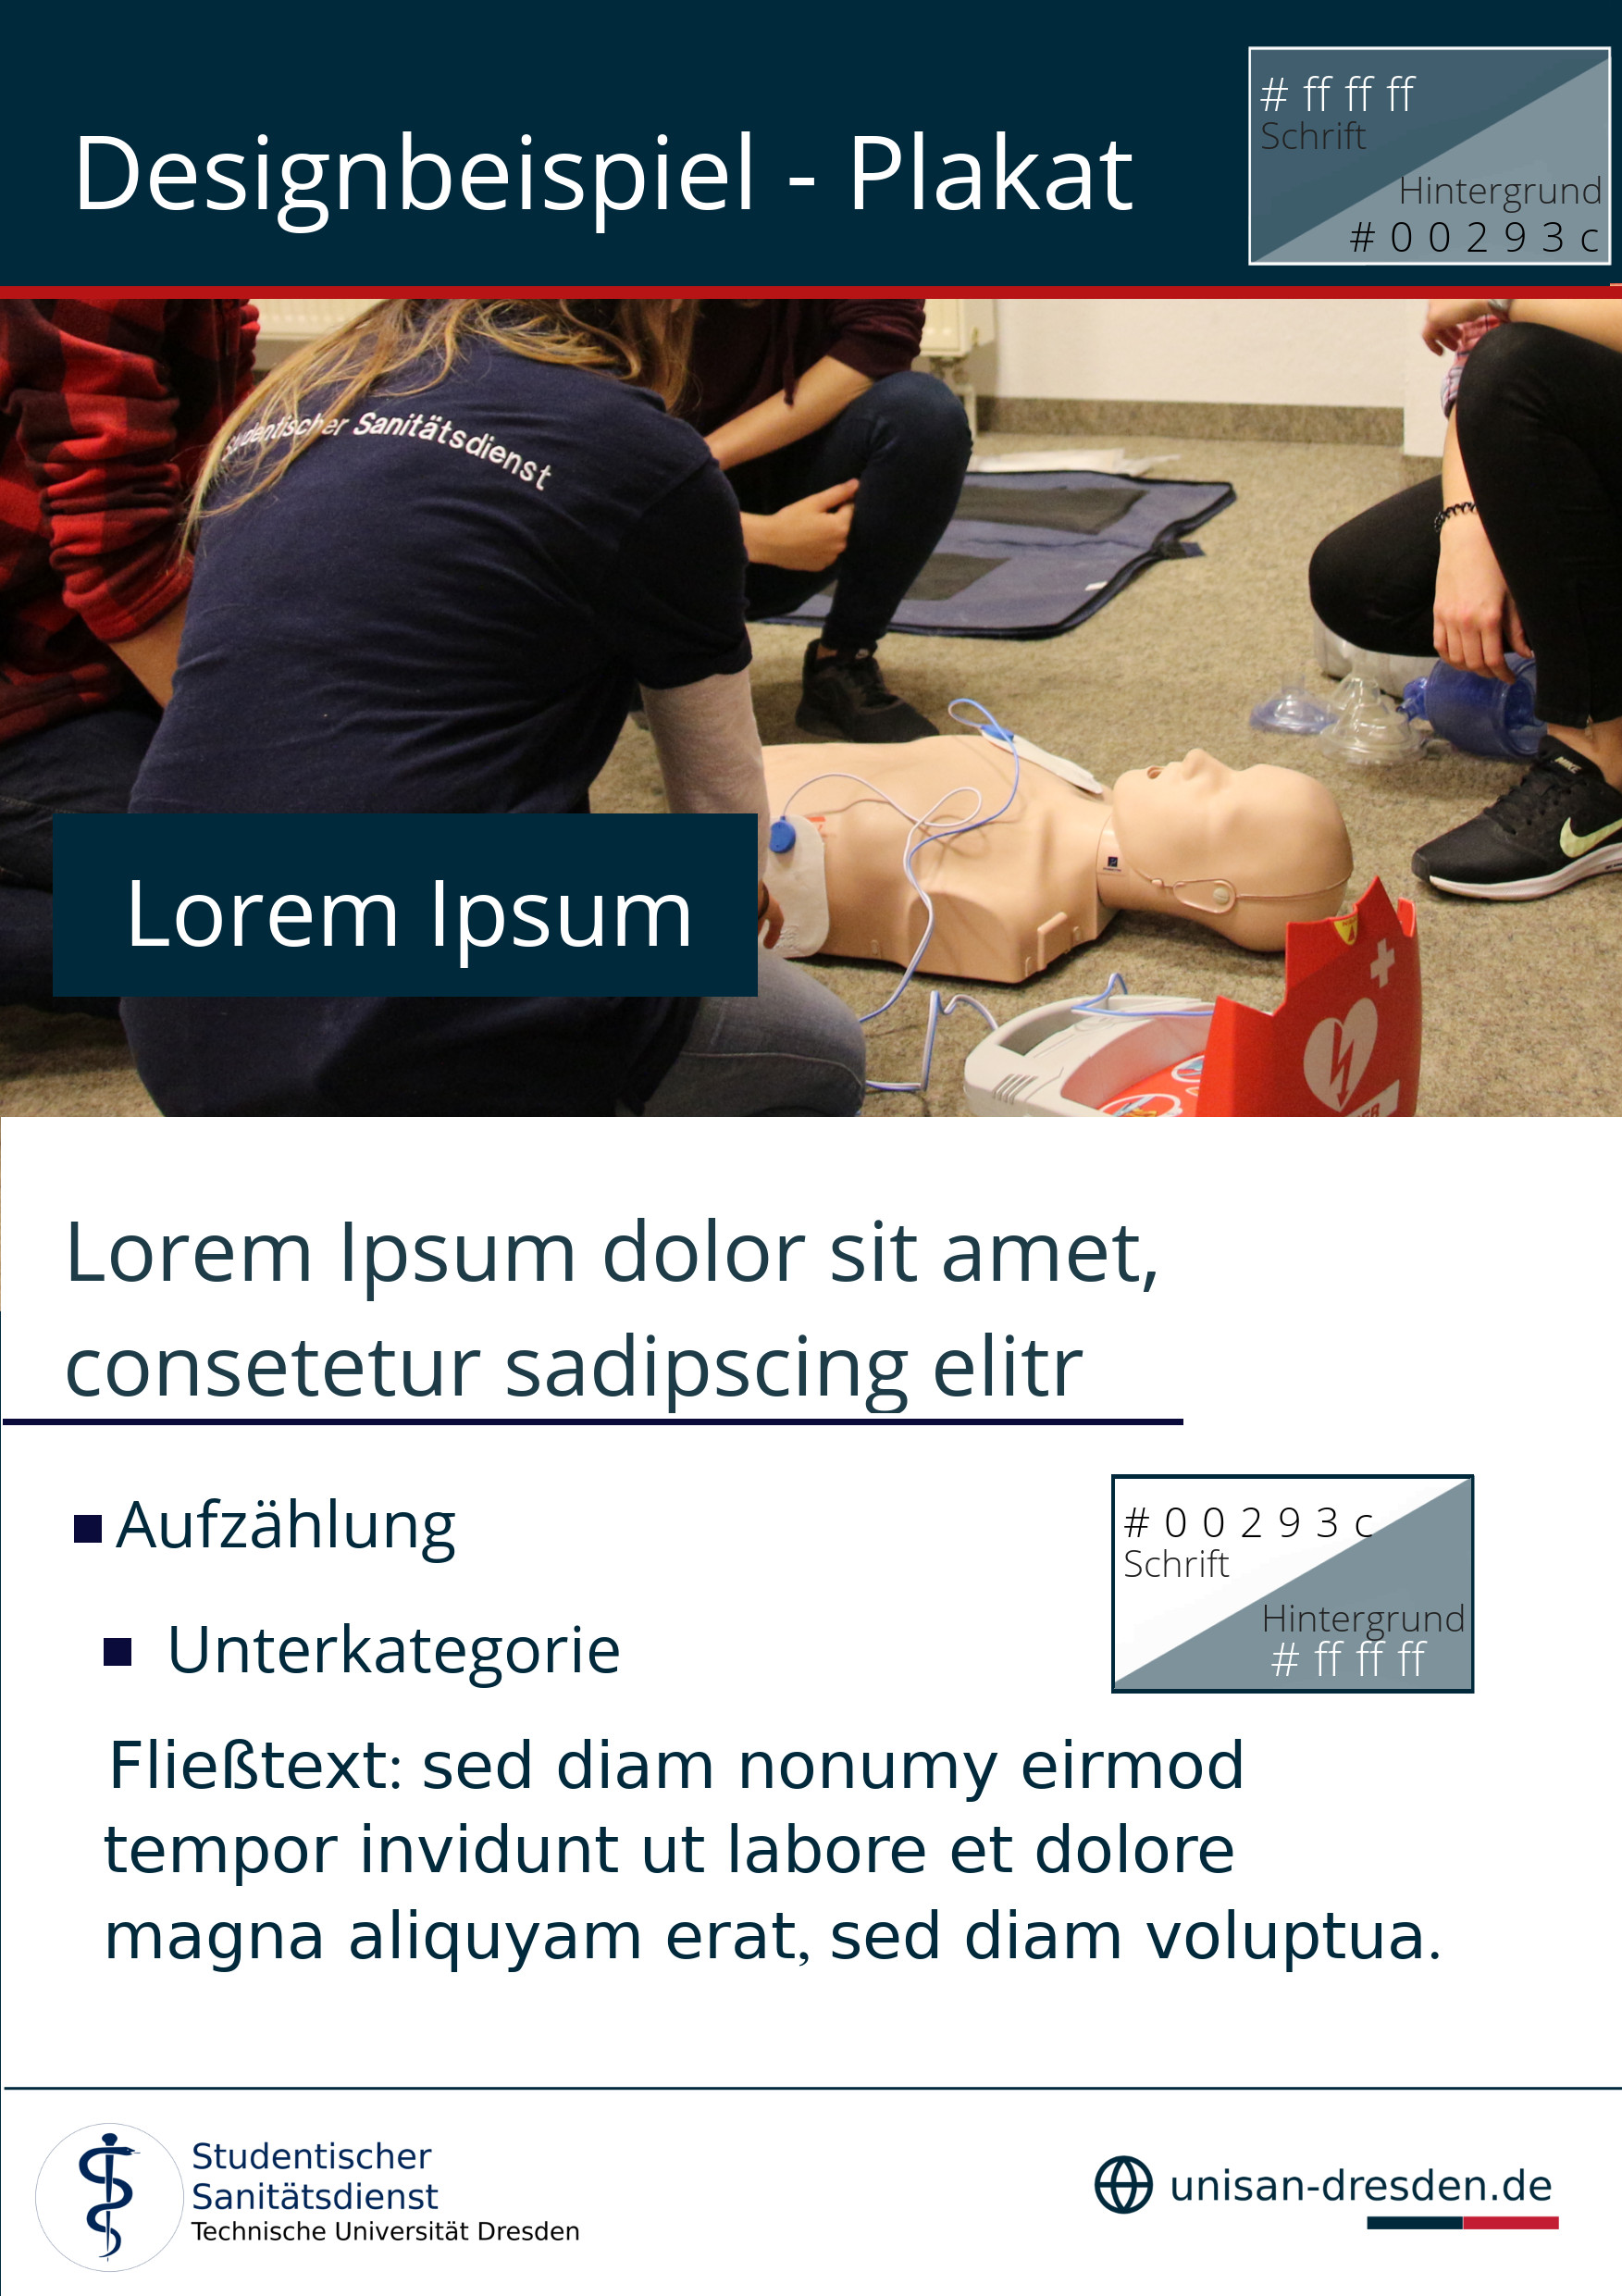 Designbeispiel - Plakat
# ff ff ff
Schrift
Hintergrund
# 0 0 2 9 3 c
Studentischer Sanitätsdienst
Lorem Ipsum
Lorem Ipsum dolor sit amet,
consetetur sadipscing elitr
Aufzählung
Unterkategorie
# 0 0 2 9 3 c
Schrift
Hintergrund
# ff ff ff
Fließtext: sed diam nonumy eirmod
tempor invidunt ut labore et dolore
magna aliquyam erat, sed diam voluptua.
Studentischer
Sanitätsdienst
Technische Universität Dresden
unisan-dresden.de